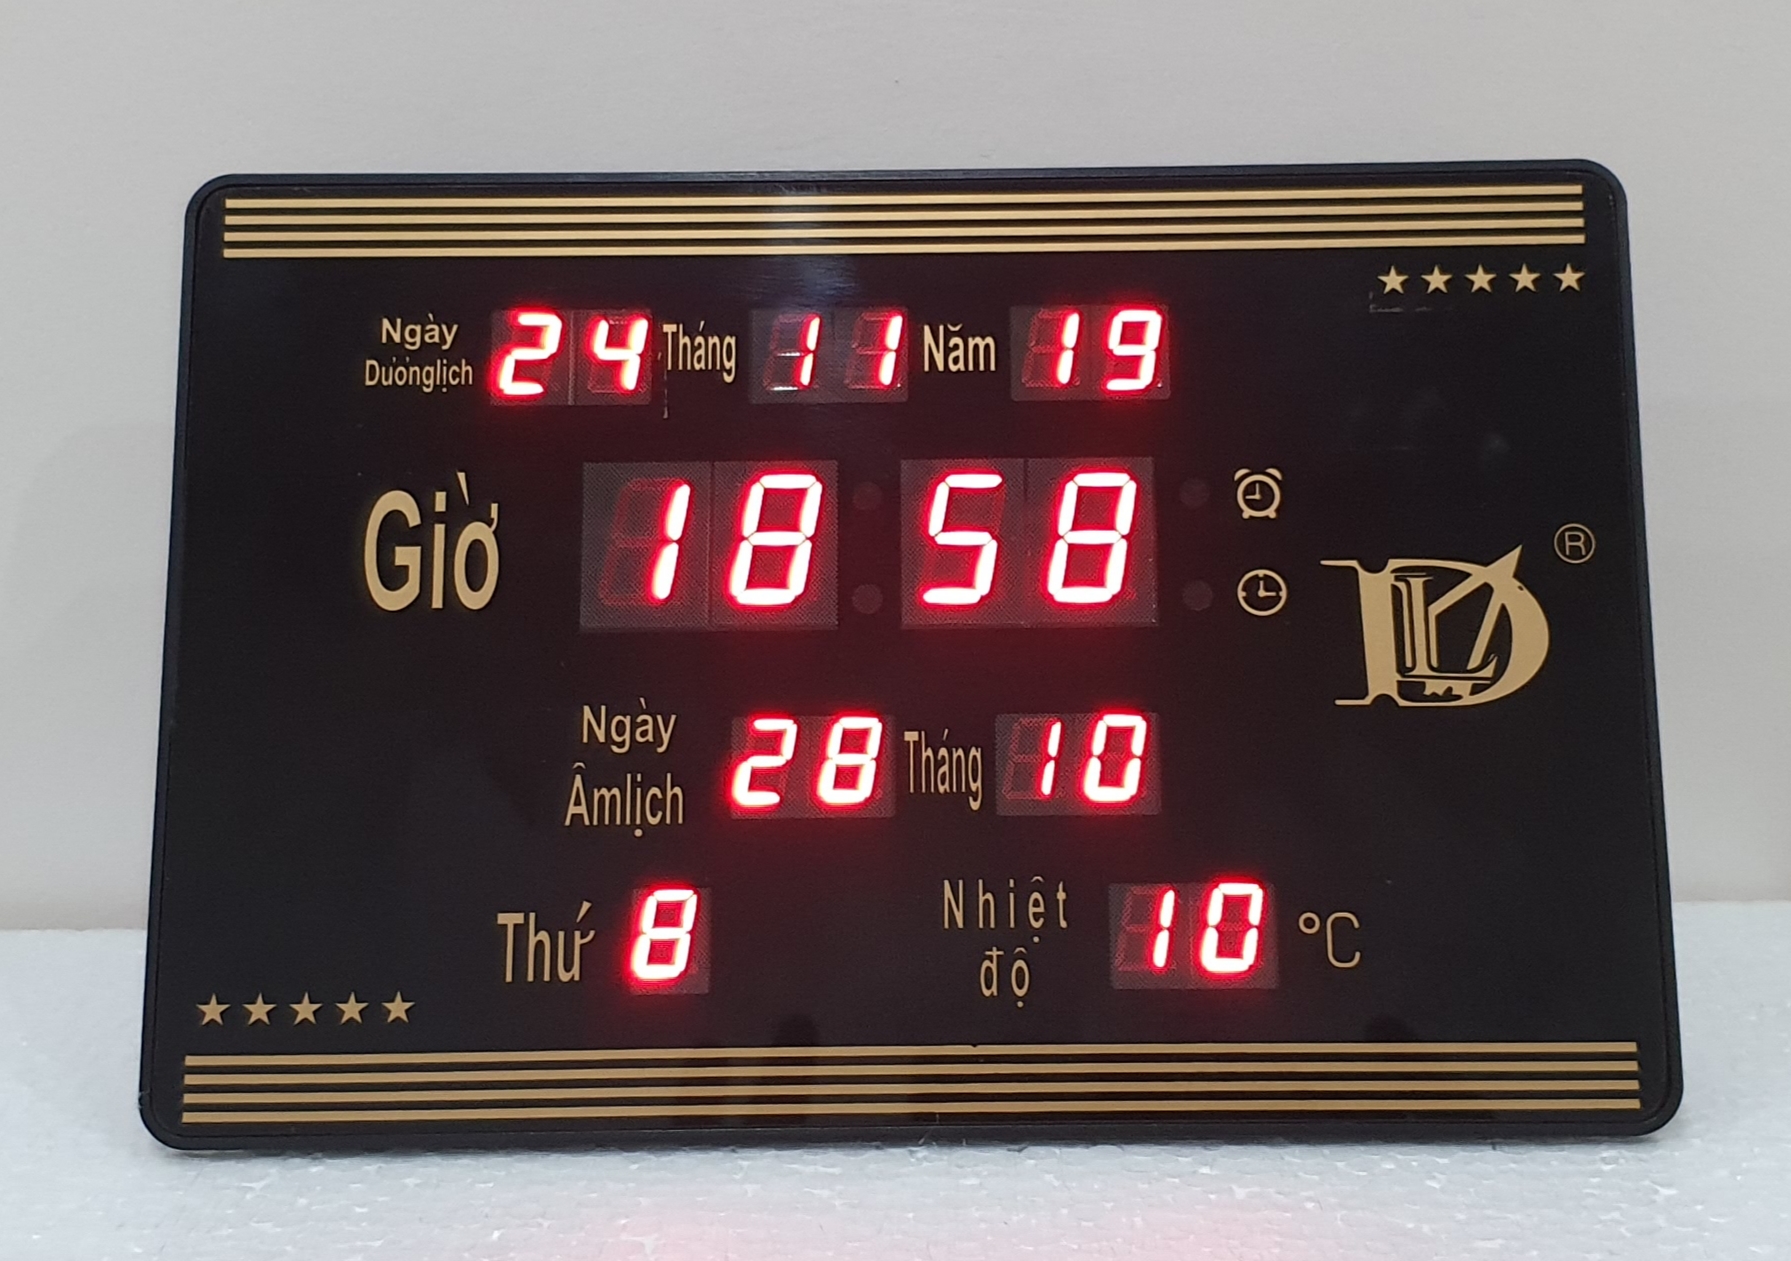 Ngày
Dưỏnglịch 24 Tháng 11 Năm 19
Giờ 18 58
®
Ngày
Âmlịch 28 Tháng 10
Thứ 8 Nhiệt
độ 10 °C